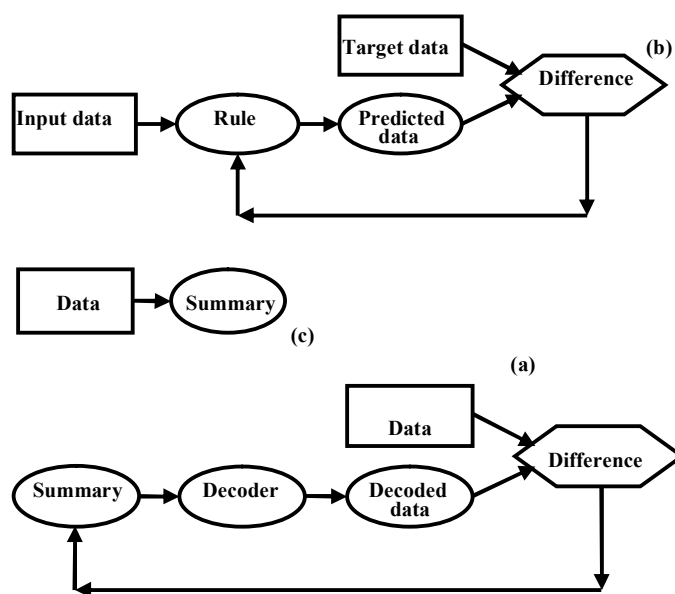 Target data
(b)
Difference
Input data
Rule
Predicted
data
Data
Summary
(c)
(a)
Data
Difference
Summary
Decoder
Decoded
data